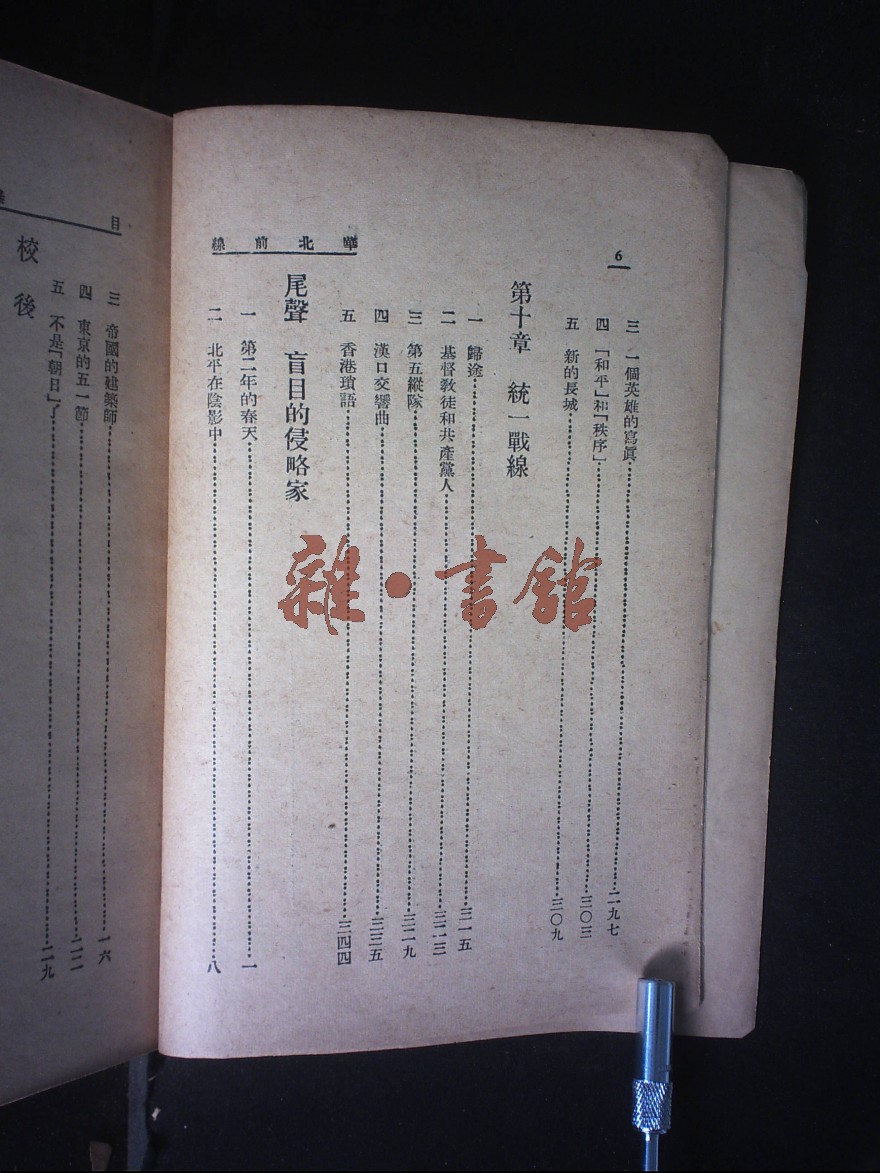 華北前線
6
三 一個英雄的寫眞 二九七
四 「和平」和「秩序」 三〇三
五 新的長城 三〇九
第十章 統一戰線
一 歸途 三一五
二 基督敎徒和共產黨人 三二三
三 第五縱隊 三二九
四 漢口交響曲 三三五
五 香港瑣語 三四四
尾聲 盲目的侵略家
一 第二年的春天 一
二 北平在陰影中 八
目
三 帝國的建築師 一六
四 東京的五一節 二二
五 不是「朝日」了 二九
校後
雜·書館